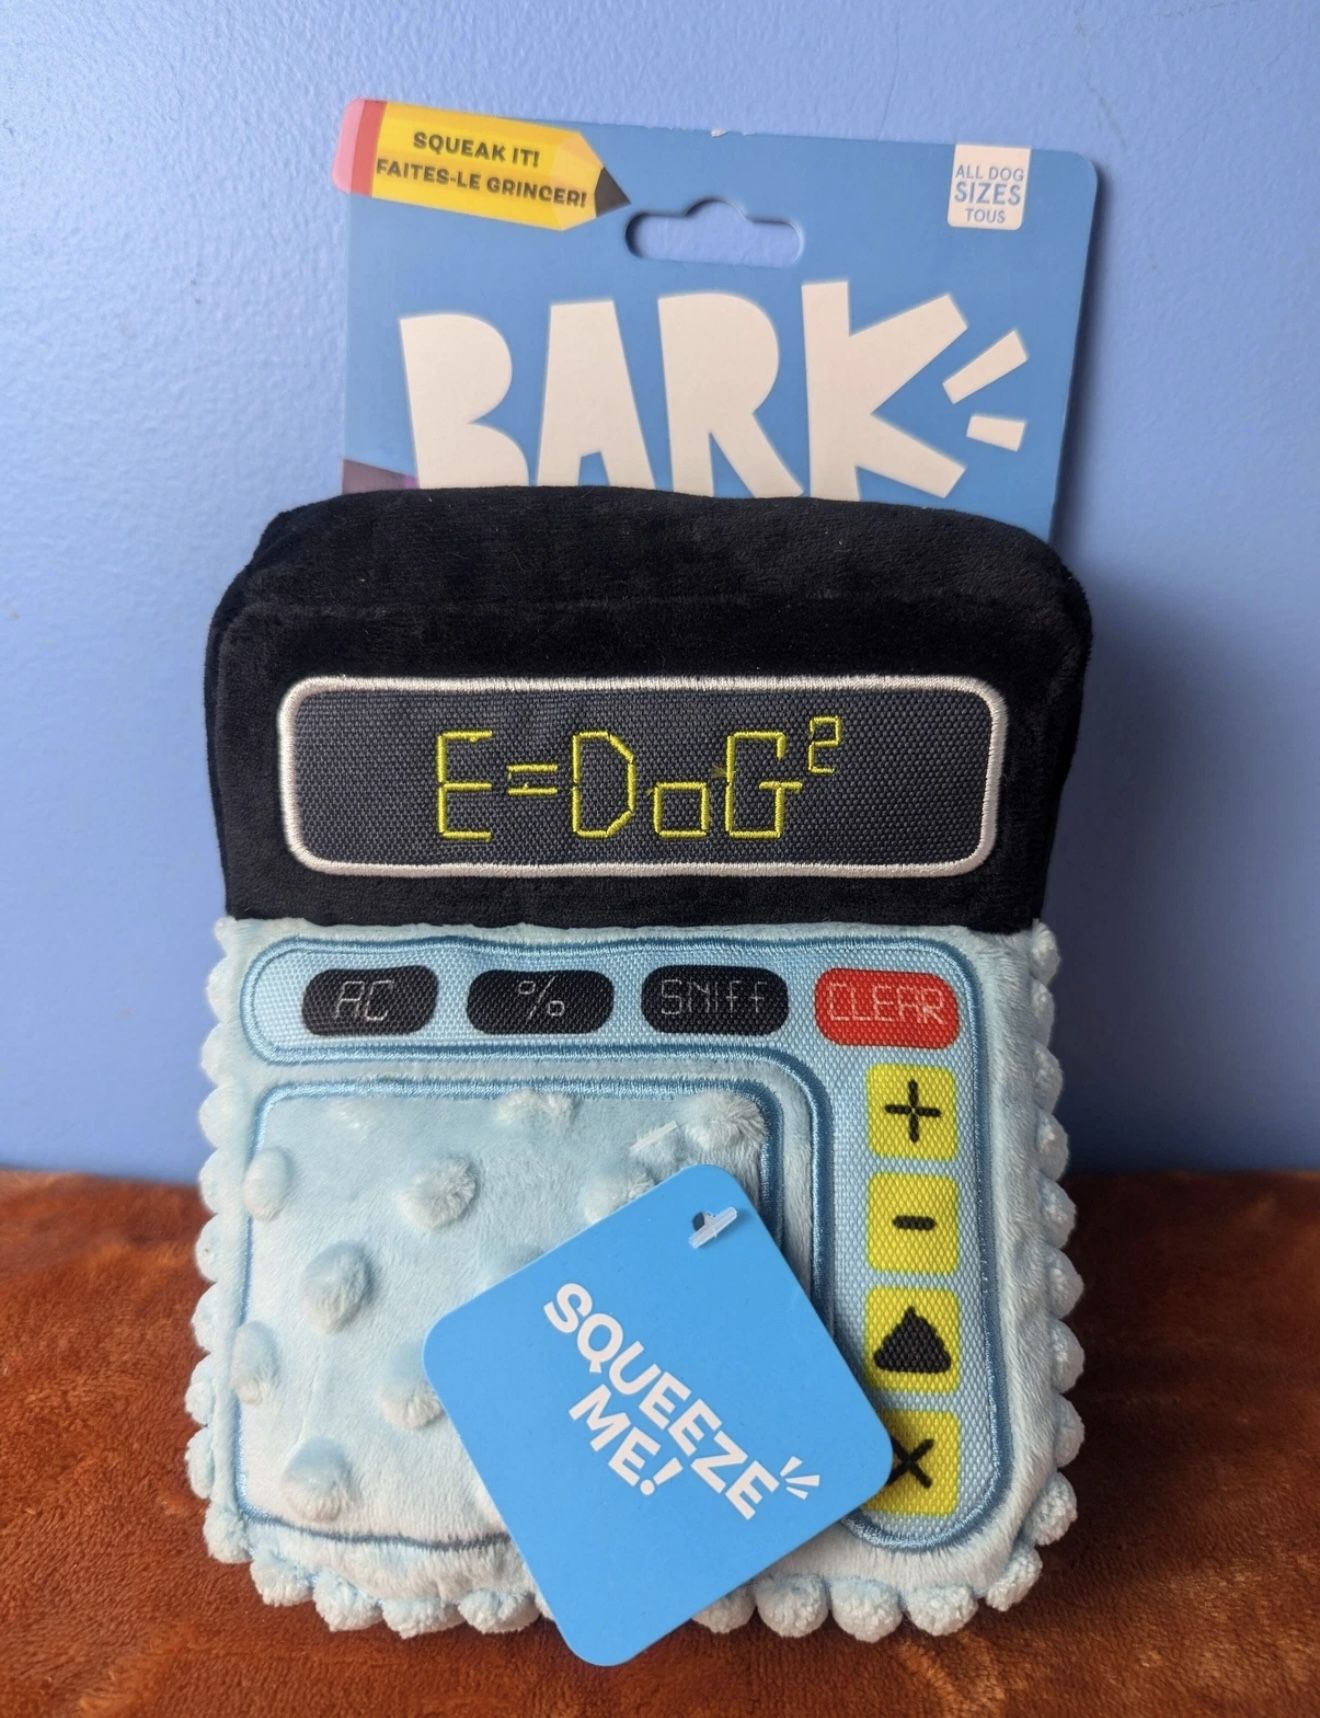 SQUEAK IT!
FAITES-LE GRINCER!
ALL DOG
SIZES
TOUS
BARK
E=DoG²
AC
%
SNIFF
CLEAR
+
-
×
SQUEEZE
ME!